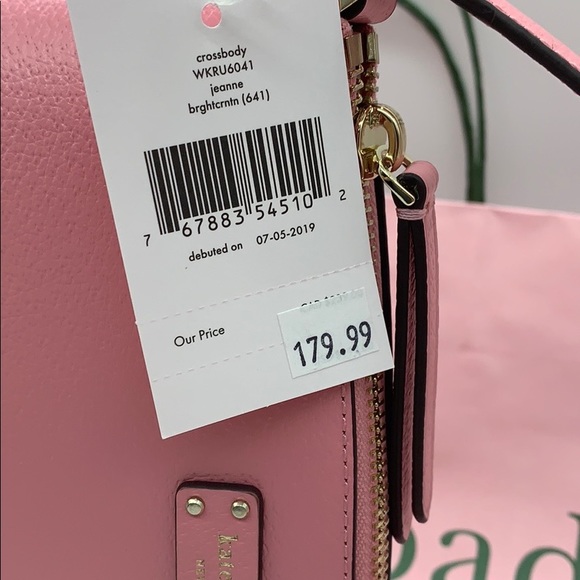 crossbody
WKRU6041
jeanne
brghtcrntn (641)
7 67883 54510 2
debuted on 07-05-2019
Our Price
179.99
kate
pad